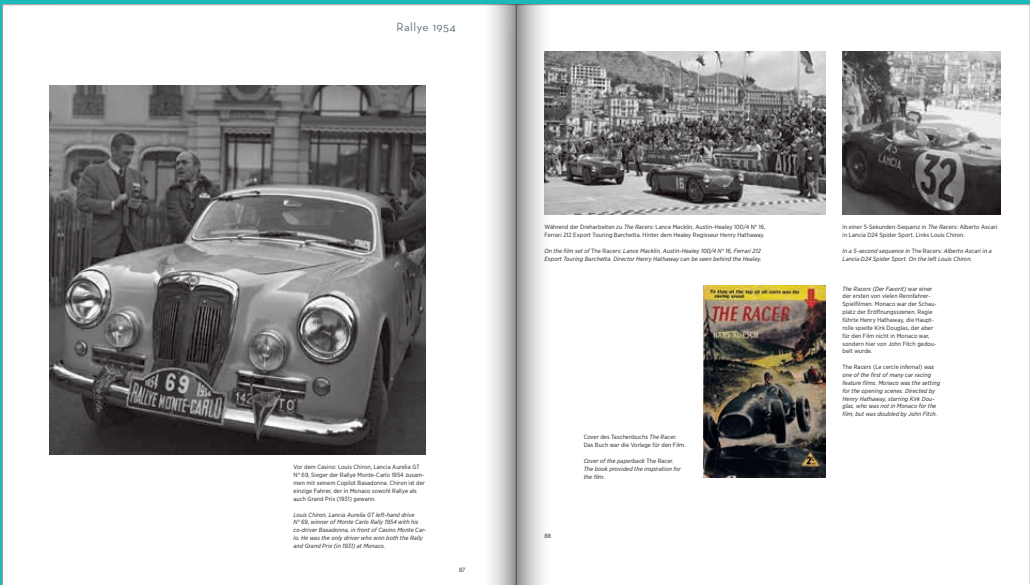 Rallye 1954
69
1954
RALLYE MONTE-CARLO
Vor dem Casino: Louis Chiron, Lancia Aurelia GT
N° 69, Sieger der Rallye Monte-Carlo 1954 zusam-
men mit seinem Copilot Basadonna. Chiron ist der
einzige Fahrer, der in Monaco sowohl Rallye als
auch Grand Prix (1931) gewann.
Louis Chiron, Lancia Aurelia GT left-hand drive
N° 69, winner of Monte Carlo Rally 1954 with his
co-driver Basadonna, in front of Casino Monte Car-
lo. He was the only driver who won both the Rally
and Grand Prix (in 1931) at Monaco.
87
16
Während der Dreharbeiten zu The Racers: Lance Macklin, Austin-Healey 100/4 N° 16,
Ferrari 212 Export Touring Barchetta. Hinter dem Healey Regisseur Henry Hathaway.
On the film set of The Racers: Lance Macklin, Austin-Healey 100/4 N° 16, Ferrari 212
Export Touring Barchetta. Director Henry Hathaway can be seen behind the Healey.
LANCIA
32
In einer 5-Sekunden-Sequenz in The Racers: Alberto Ascari
in Lancia D24 Spider Sport. Links Louis Chiron.
In a 5-second sequence in The Racers: Alberto Ascari in a
Lancia D24 Spider Sport. On the left Louis Chiron.
To stay at the top at all costs was his
racing creed
THE RACER
HANS RUESCH
Cover des Taschenbuchs The Racer.
Das Buch war die Vorlage für den Film.
Cover of the paperback The Racer.
The book provided the inspiration for
the film.
The Racers (Der Favorit) war einer
der ersten von vielen Rennfahrer-
Spielfilmen. Monaco war der Schau-
platz der Eröffnungsszenen. Regie
führte Henry Hathaway, die Haupt-
rolle spielte Kirk Douglas, der aber
für den Film nicht in Monaco war,
sondern hier von John Fitch gedou-
belt wurde.
The Racers (Le cercle infernal) was
one of the first of many car racing
feature films. Monaco was the setting
for the opening scenes. Directed by
Henry Hathaway, starring Kirk Dou-
glas, who was not in Monaco for the
film, but was doubled by John Fitch.
88